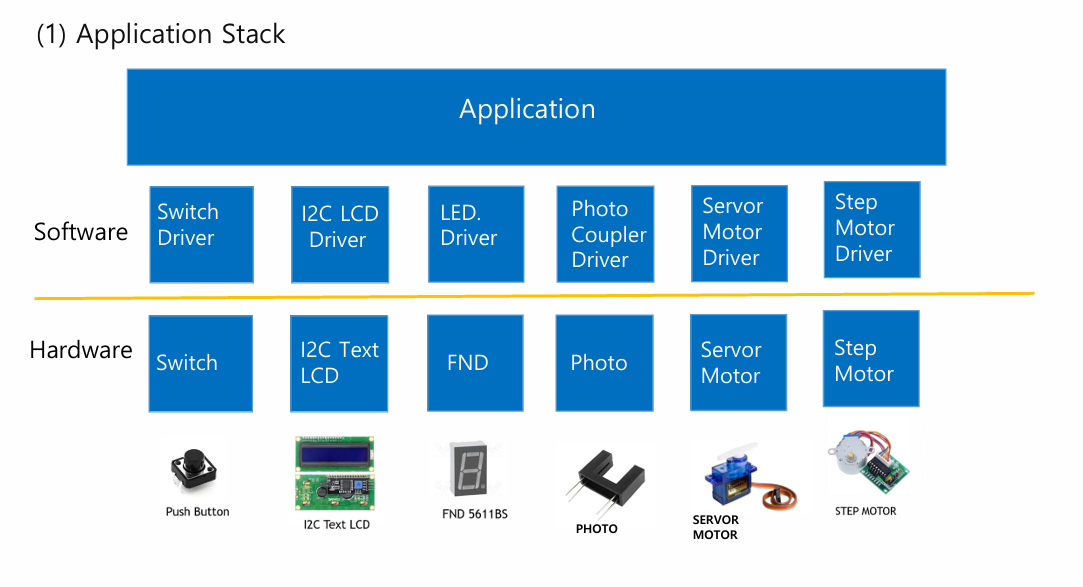 (1) Application Stack
Application
Software
Switch
Driver
I2C LCD
Driver
LED.
Driver
Photo
Coupler
Driver
Servor
Motor
Driver
Step
Motor
Driver
Hardware
Switch
I2C Text
LCD
FND
Photo
Servor
Motor
Step
Motor
Push Button
I2C Text LCD
FND 5611BS
PHOTO
SERVOR
MOTOR
STEP MOTOR